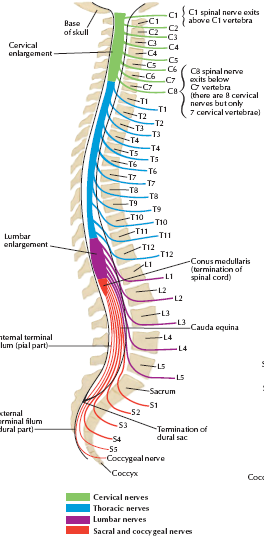 Base
of skull
Cervical
enlargement
C1
C1 spinal nerve exits
above C1 vertebra
C1
C2
C2
C3
C3
C4
C4
C5
C5
C6
C6
C7
C7
C8
C8 spinal nerve
exits below
C7 vertebra
(there are 8 cervical
nerves but only
7 cervical vertebrae)
T1
T1
T2
T2
T3
T3
T4
T4
T5
T5
T6
T6
T7
T7
T8
T8
T9
T9
T10
T10
T11
T11
T12
T12
Lumbar
enlargement
L1
Conus medullaris
(termination of
spinal cord)
L1
L2
L2
L3
L3
Cauda equina
L4
L4
L5
L5
nternal terminal
lum (pial part)
Sacrum
S1
S2
S3
S4
S5
xternal
erminal filum
dural part)
Termination of
dural sac
Coccygeal nerve
Coccyx
Cocc
Cervical nerves
Thoracic nerves
Lumbar nerves
Sacral and coccygeal nerves